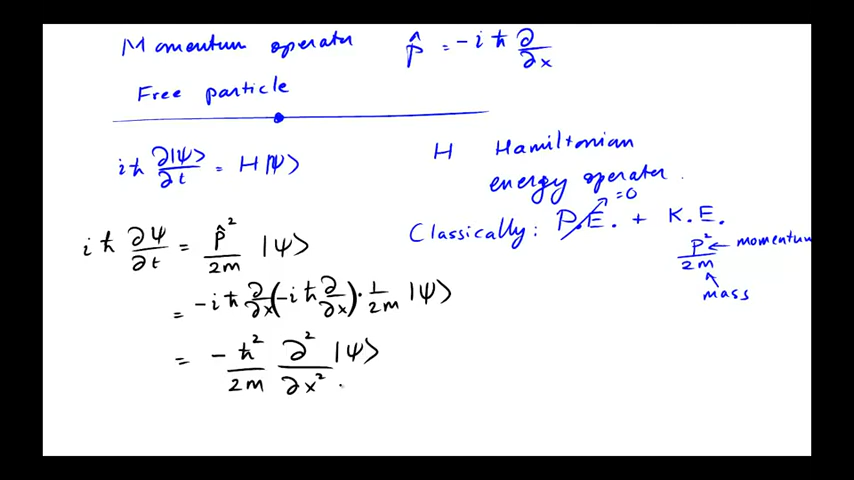 Momentum operator p̂ = -iħ ∂/∂x
Free particle
iħ ∂|ψ>/∂t = H|ψ>
H Hamiltonian
energy operator.
Classically: P.E. + K.E.
=0
P²/2m ← momentum
mass
iħ ∂ψ/∂t = p̂²/2m |ψ>
= -iħ ∂/∂x(-iħ ∂/∂x) · 1/2m |ψ>
= -ħ²/2m ∂²/∂x² |ψ>.